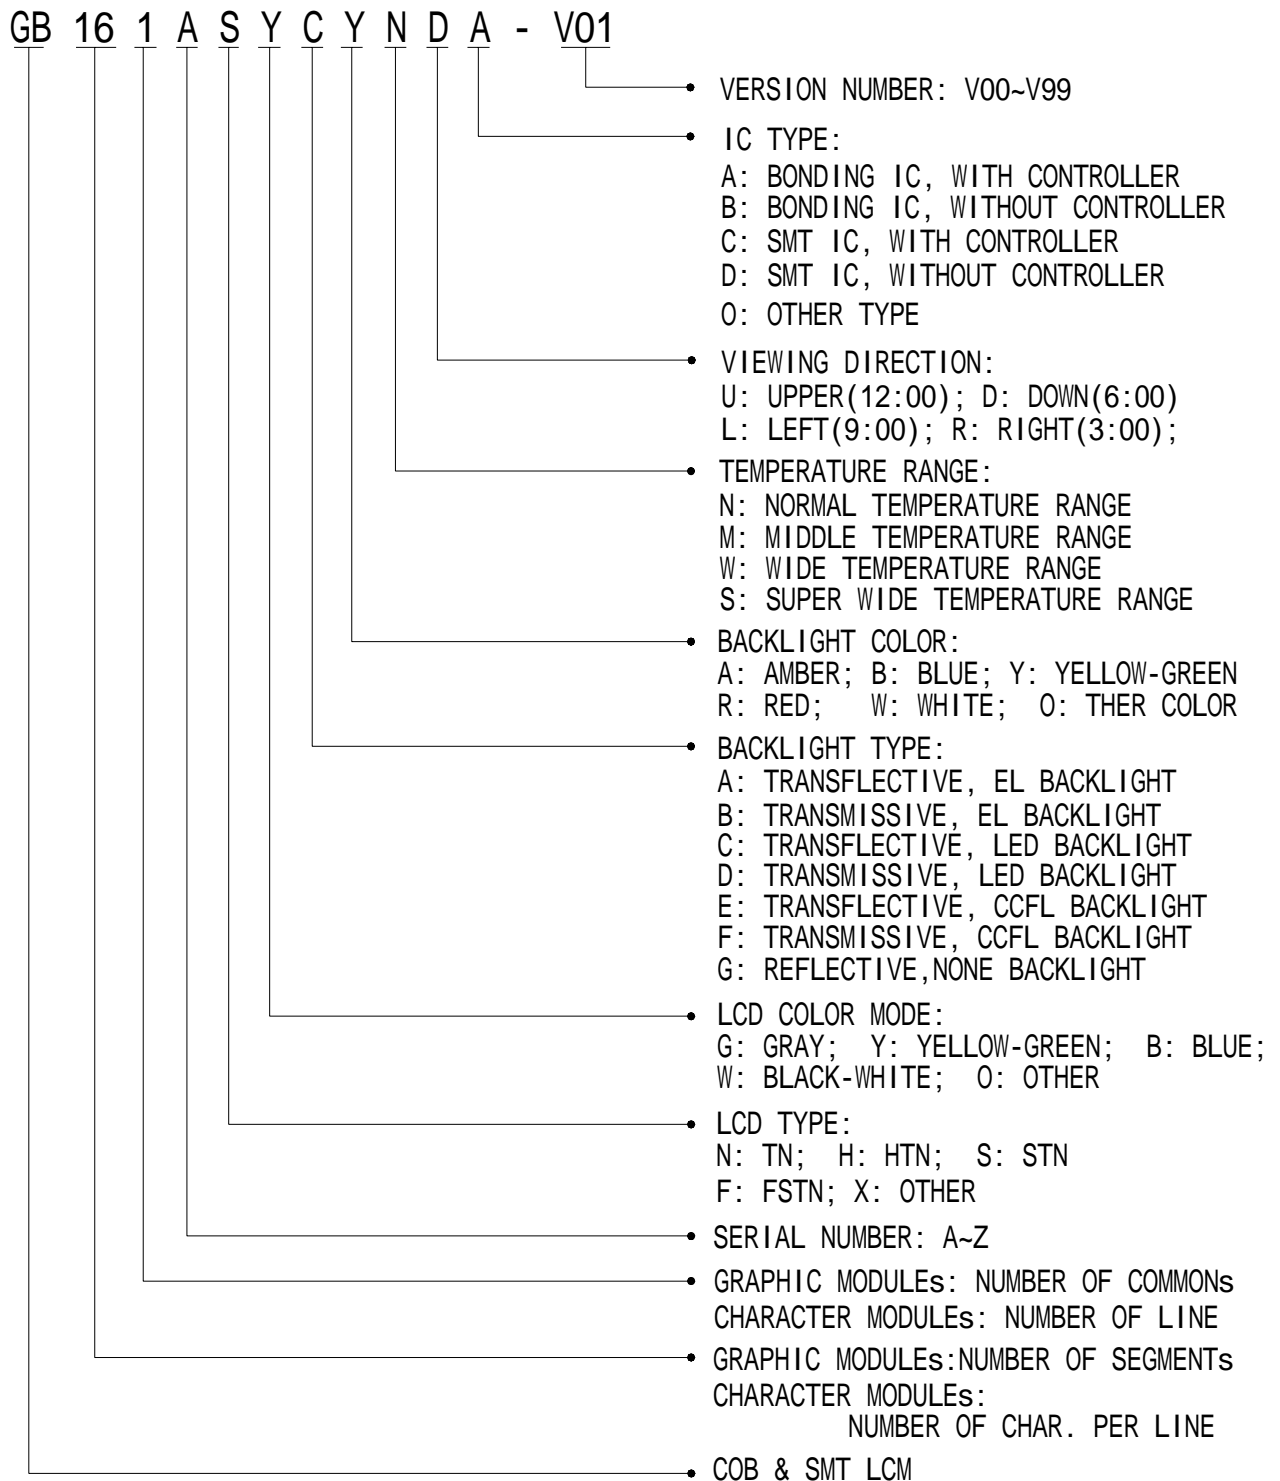 GB 16 1 A S Y C Y N D A - V01
VERSION NUMBER: V00~V99
IC TYPE:
A: BONDING IC, WITH CONTROLLER
B: BONDING IC, WITHOUT CONTROLLER
C: SMT IC, WITH CONTROLLER
D: SMT IC, WITHOUT CONTROLLER
O: OTHER TYPE
VIEWING DIRECTION:
U: UPPER(12:00); D: DOWN(6:00)
L: LEFT(9:00); R: RIGHT(3:00);
TEMPERATURE RANGE:
N: NORMAL TEMPERATURE RANGE
M: MIDDLE TEMPERATURE RANGE
W: WIDE TEMPERATURE RANGE
S: SUPER WIDE TEMPERATURE RANGE
BACKLIGHT COLOR:
A: AMBER; B: BLUE; Y: YELLOW-GREEN
R: RED; W: WHITE; O: THER COLOR
BACKLIGHT TYPE:
A: TRANSFLECTIVE, EL BACKLIGHT
B: TRANSMISSIVE, EL BACKLIGHT
C: TRANSFLECTIVE, LED BACKLIGHT
D: TRANSMISSIVE, LED BACKLIGHT
E: TRANSFLECTIVE, CCFL BACKLIGHT
F: TRANSMISSIVE, CCFL BACKLIGHT
G: REFLECTIVE,NONE BACKLIGHT
LCD COLOR MODE:
G: GRAY; Y: YELLOW-GREEN; B: BLUE;
W: BLACK-WHITE; O: OTHER
LCD TYPE:
N: TN; H: HTN; S: STN
F: FSTN; X: OTHER
SERIAL NUMBER: A~Z
GRAPHIC MODULEs: NUMBER OF COMMONs
CHARACTER MODULEs: NUMBER OF LINE
GRAPHIC MODULEs:NUMBER OF SEGMENTs
CHARACTER MODULEs:
NUMBER OF CHAR. PER LINE
COB & SMT LCM